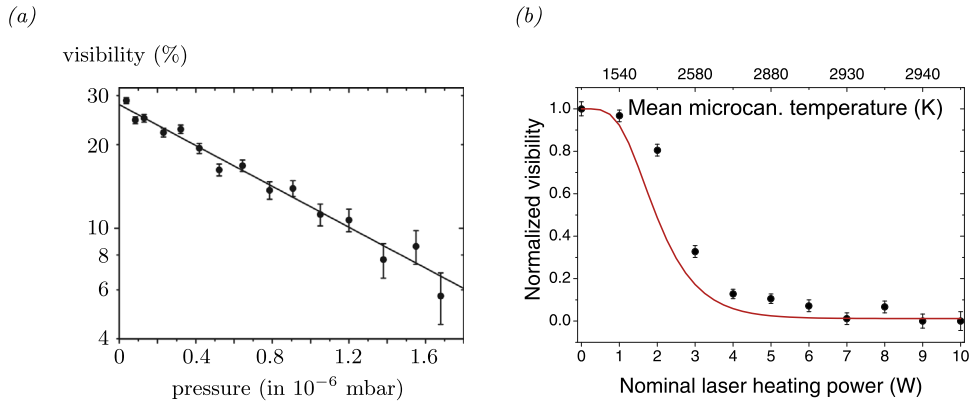 (a)
visibility (%)
30
20
10
8
6
4
0 0.4 0.8 1.2 1.6
pressure (in 10⁻⁶ mbar)
(b)
1540 2580 2880 2930 2940
Mean microcan. temperature (K)
Normalized visibility
1.0
0.8
0.6
0.4
0.2
0.0
0 1 2 3 4 5 6 7 8 9 10
Nominal laser heating power (W)